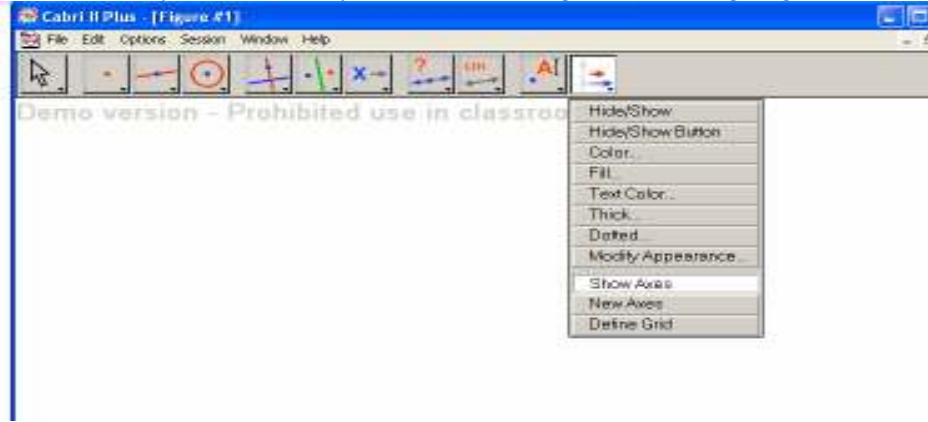 Cabri II Plus - [Figure #1]
File Edit Options Session Window Help
? cm A
Demo version - Prohibited use in classroo
Hide/Show
Hide/Show Button
Color...
Fill...
Text Color...
Thick...
Dotted...
Modify Appearance...
Show Axes
New Axes
Define Grid